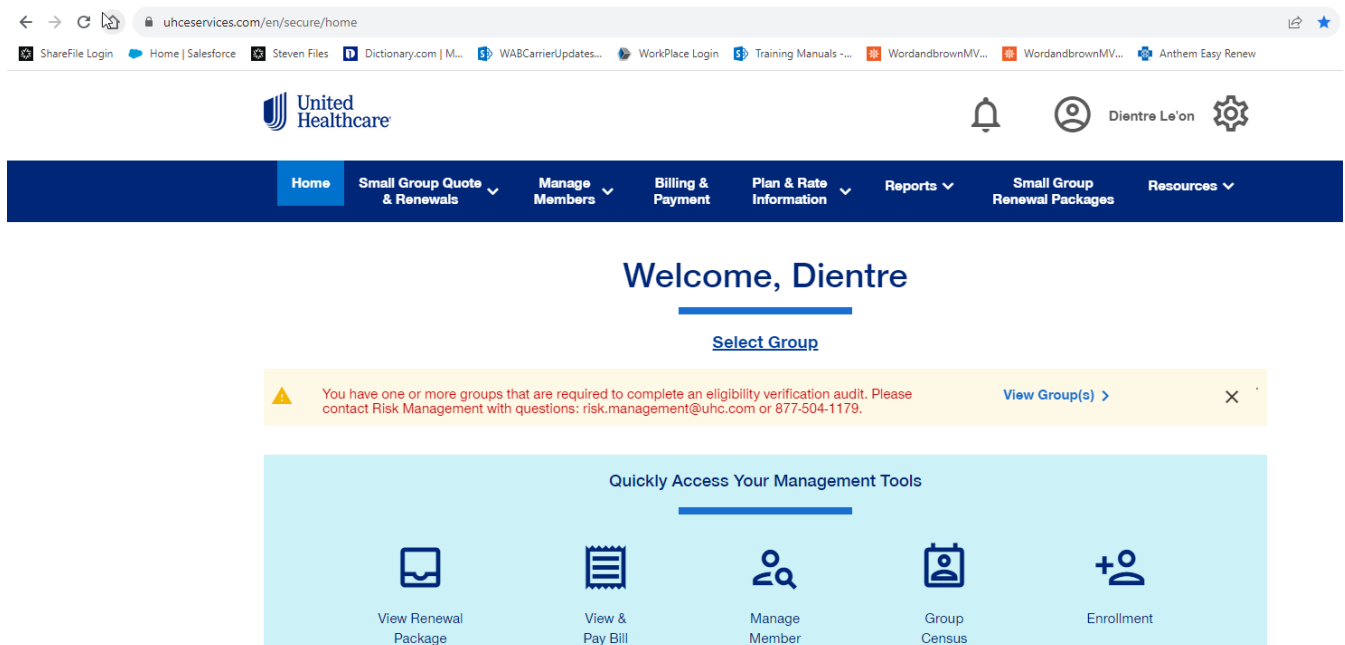 uhceservices.com/en/secure/home
ShareFile Login Home | Salesforce Steven Files Dictionary.com | M... WABCarrierUpdates... WorkPlace Login Training Manuals -... WordandbrownMV... WordandbrownMV... Anthem Easy Renew
United
Healthcare
Dientre Le'on
Home
Small Group Quote
& Renewals
Manage
Members
Billing &
Payment
Plan & Rate
Information
Reports
Small Group
Renewal Packages
Resources
Welcome, Dientre
Select Group
You have one or more groups that are required to complete an eligibility verification audit. Please
contact Risk Management with questions: risk.management@uhc.com or 877-504-1179.
View Group(s)
Quickly Access Your Management Tools
View Renewal
Package
View &
Pay Bill
Manage
Member
Group
Census
Enrollment